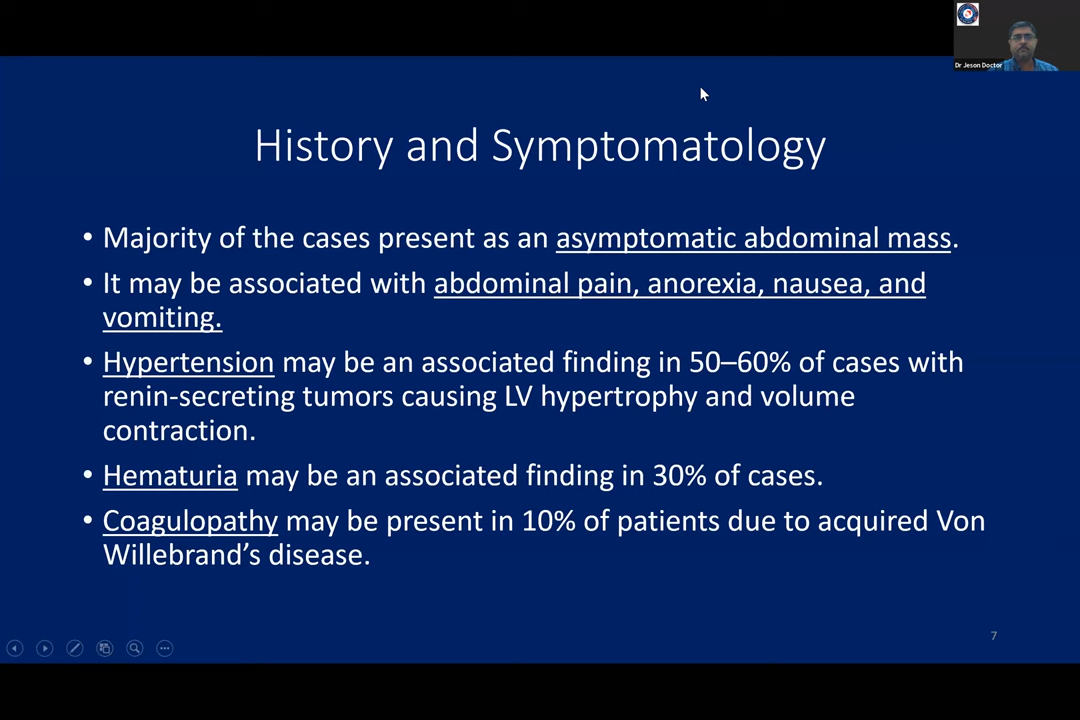 Dr Jeson Doctor
History and Symptomatology
• Majority of the cases present as an asymptomatic abdominal mass.
• It may be associated with abdominal pain, anorexia, nausea, and
vomiting.
• Hypertension may be an associated finding in 50–60% of cases with
renin-secreting tumors causing LV hypertrophy and volume
contraction.
• Hematuria may be an associated finding in 30% of cases.
• Coagulopathy may be present in 10% of patients due to acquired Von
Willebrand’s disease.
7